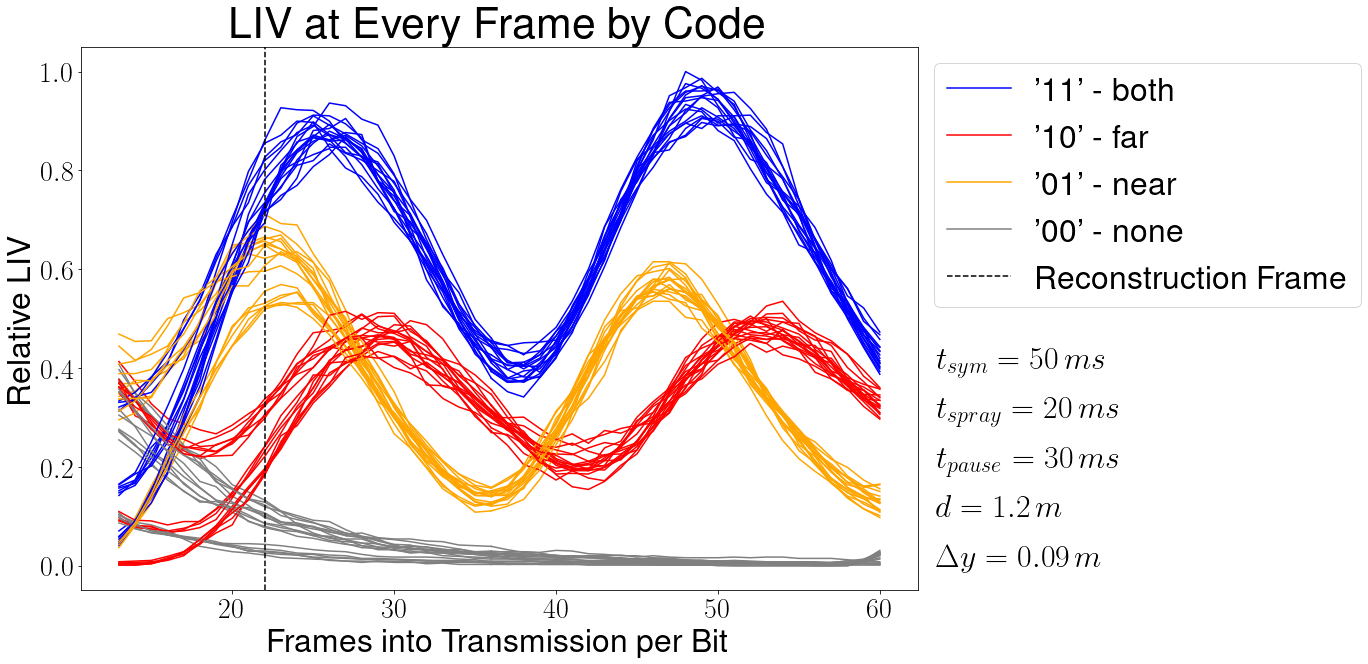 LIV at Every Frame by Code
Relative LIV
1.0
0.8
0.6
0.4
0.2
0.0
20 30 40 50 60
Frames into Transmission per Bit
’11’ - both
’10’ - far
’01’ - near
’00’ - none
Reconstruction Frame
t_{sym} = 50 ms
t_{spray} = 20 ms
t_{pause} = 30 ms
d = 1.2 m
Δy = 0.09 m